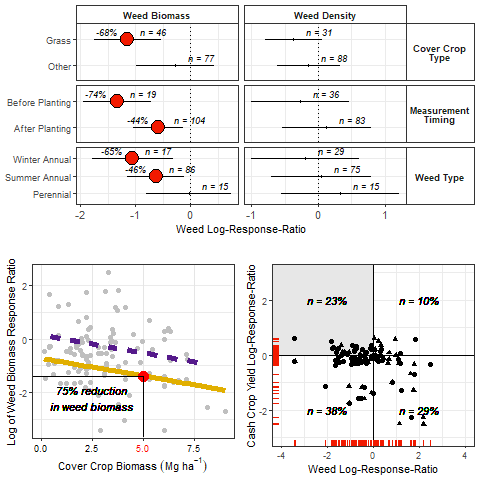 Weed Biomass Weed Density
Grass -68% n = 46 n = 31 Cover Crop
Other n = 77 n = 88 Type
Before Planting -74% n = 19 n = 36 Measurement
After Planting -44% n = 104 n = 83 Timing
Winter Annual -65% n = 17 n = 29
Summer Annual -46% n = 86 n = 75 Weed Type
Perennial n = 15 n = 15
-2 -1 0 -1 0 1
Weed Log-Response-Ratio
Log of Weed Biomass Response Ratio
2
0
-2
75% reduction
in weed biomass
0.0 2.5 5.0 7.5
Cover Crop Biomass (Mg ha⁻¹)
Cash Crop Yield Log-Response-Ratio
2
0
-2
n = 23% n = 10%
n = 38% n = 29%
-4 -2 0 2 4
Weed Log-Response-Ratio